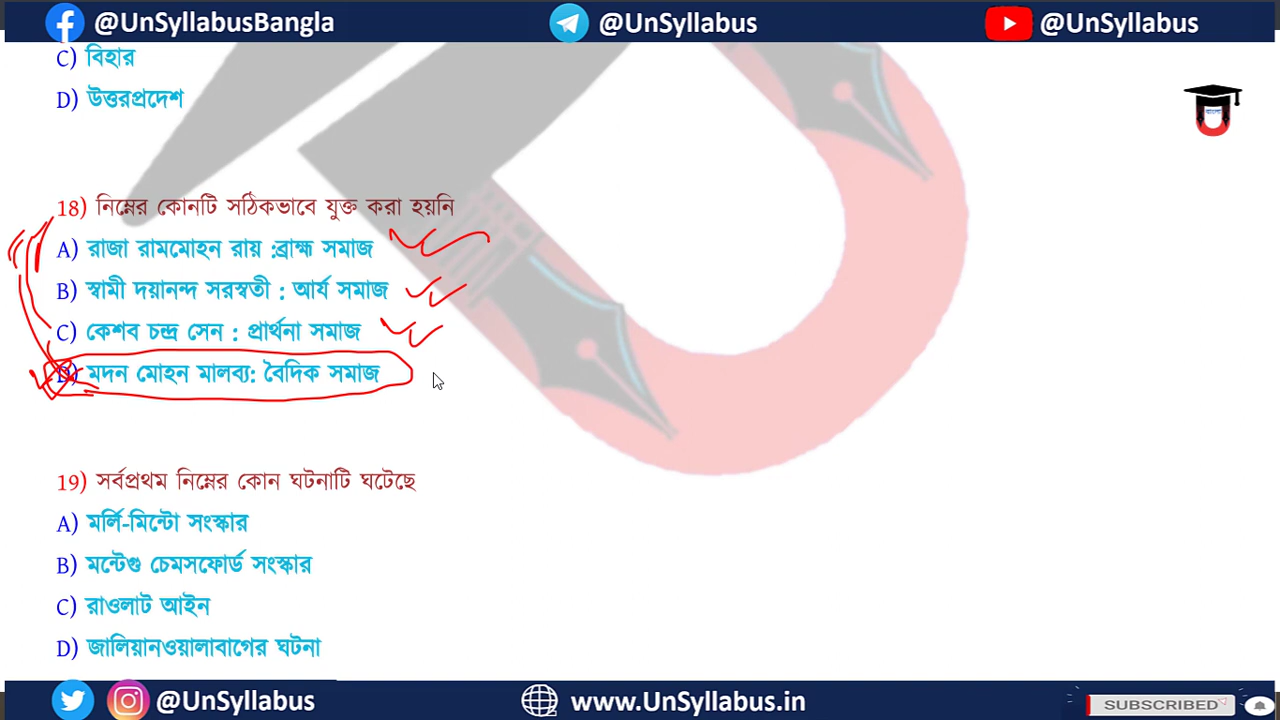 @UnSyllabusBangla
@UnSyllabus
@UnSyllabus
C) বিহার
D) উত্তরপ্রদেশ
18) নিম্নের কোনটি সঠিকভাবে যুক্ত করা হয়নি
A) রাজা রামমোহন রায় :ব্রাহ্ম সমাজ
B) স্বামী দয়ানন্দ সরস্বতী : আর্য সমাজ
C) কেশব চন্দ্র সেন : প্রার্থনা সমাজ
D) মদন মোহন মালব্য: বৈদিক সমাজ
19) সর্বপ্রথম নিম্নের কোন ঘটনাটি ঘটেছে
A) মর্লি-মিন্টো সংস্কার
B) মন্টেগু চেমসফোর্ড সংস্কার
C) রাওলাট আইন
D) জালিয়ানওয়ালাবাগের ঘটনা
@UnSyllabus
www.UnSyllabus.in
SUBSCRIBED